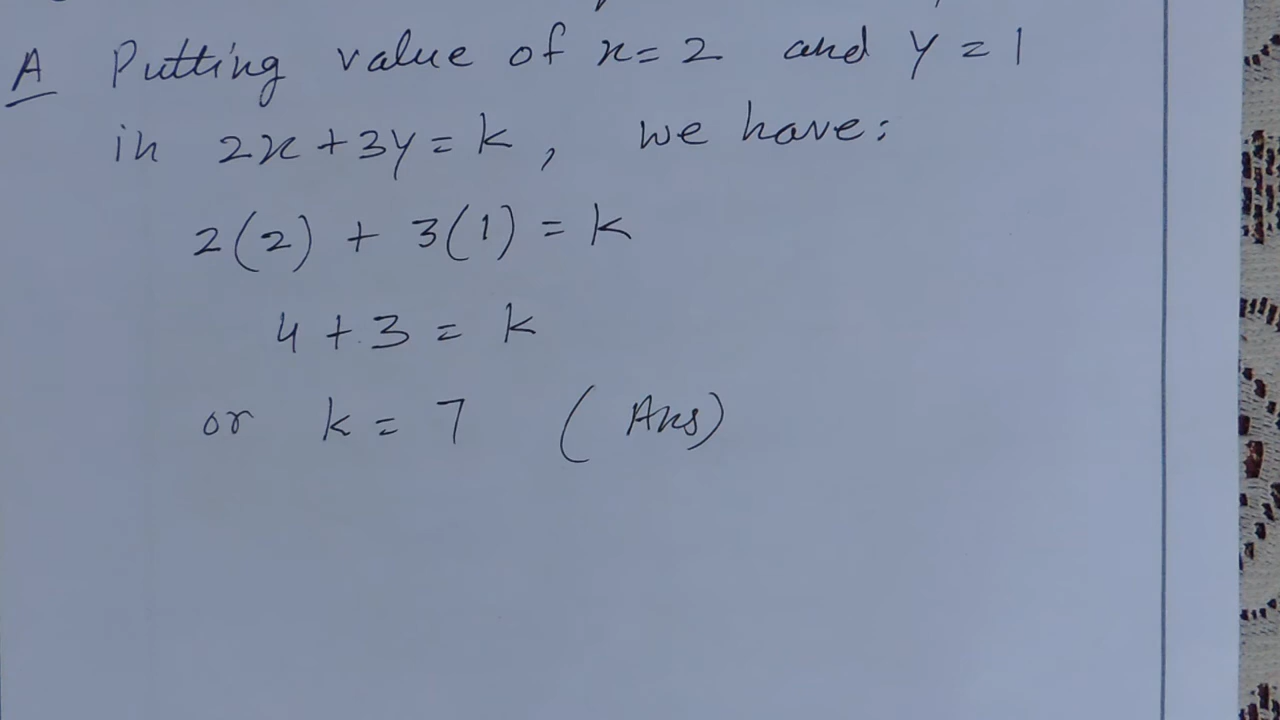 A Putting value of x = 2 and y = 1
in 2x + 3y = k, we have:
2(2) + 3(1) = k
4 + 3 = k
or k = 7 (Ans)